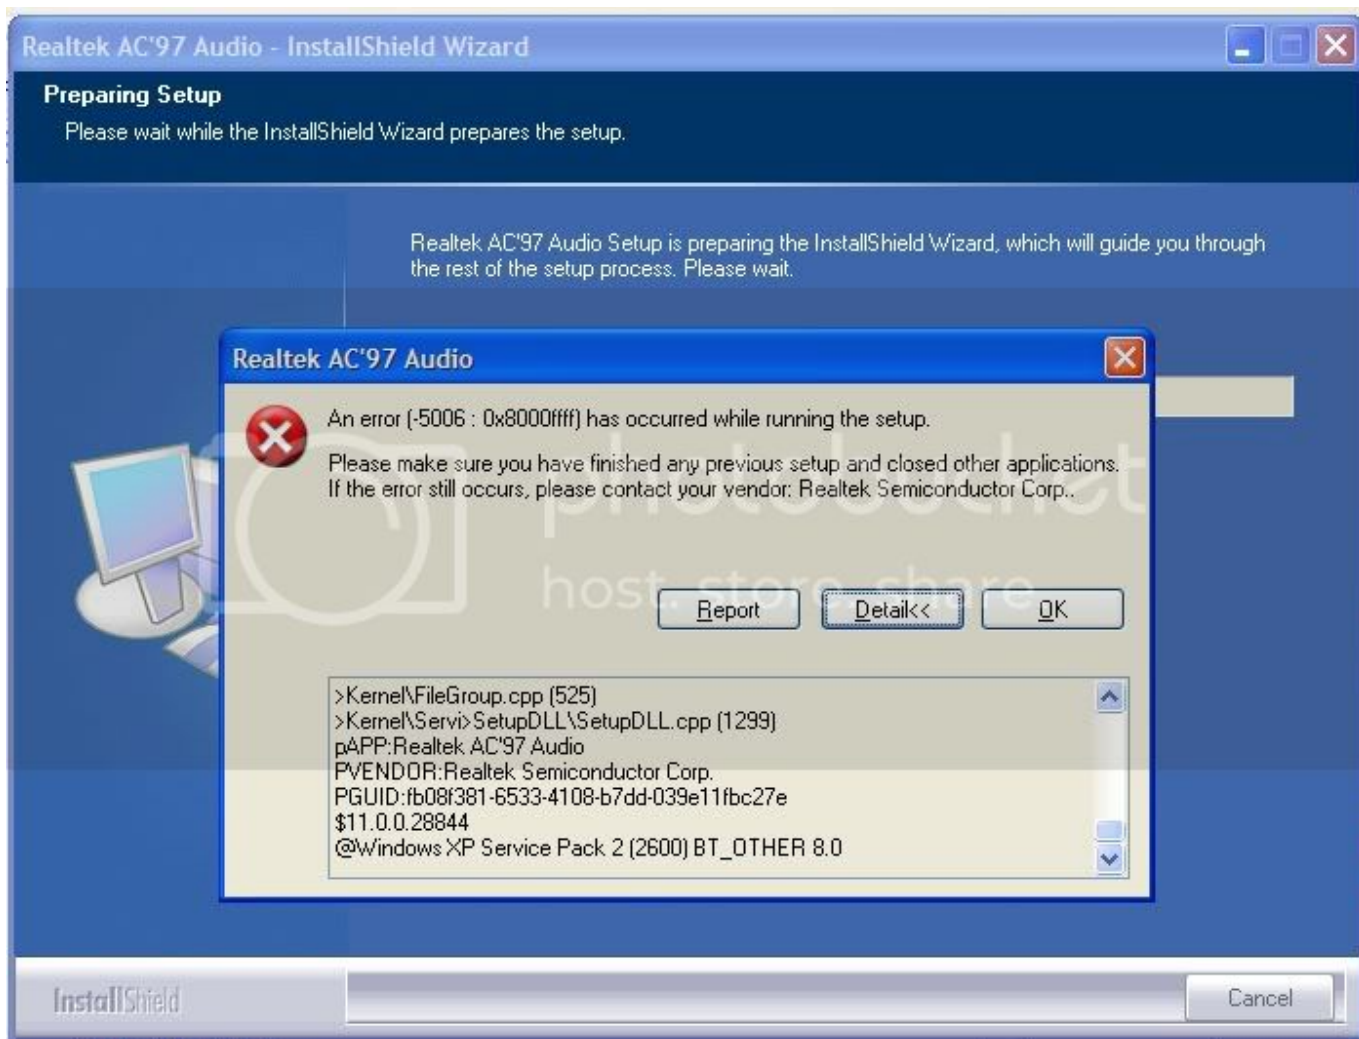 Realtek AC'97 Audio - InstallShield Wizard
Preparing Setup
Please wait while the InstallShield Wizard prepares the setup.
Realtek AC'97 Audio Setup is preparing the InstallShield Wizard, which will guide you through
the rest of the setup process. Please wait.
Realtek AC'97 Audio
An error (-5006 : 0x8000ffff) has occurred while running the setup.
Please make sure you have finished any previous setup and closed other applications.
If the error still occurs, please contact your vendor: Realtek Semiconductor Corp..
photobucket
host. store. share
Report
Detail<<
OK
>Kernel\FileGroup.cpp (525)
>Kernel\Servi>SetupDLL\SetupDLL.cpp (1299)
pAPP:Realtek AC'97 Audio
PVENDOR:Realtek Semiconductor Corp.
PGUID:fb08f381-6533-4108-b7dd-039e11fbc27e
$11.0.0.28844
@Windows XP Service Pack 2 (2600) BT_OTHER 8.0
InstallShield
Cancel